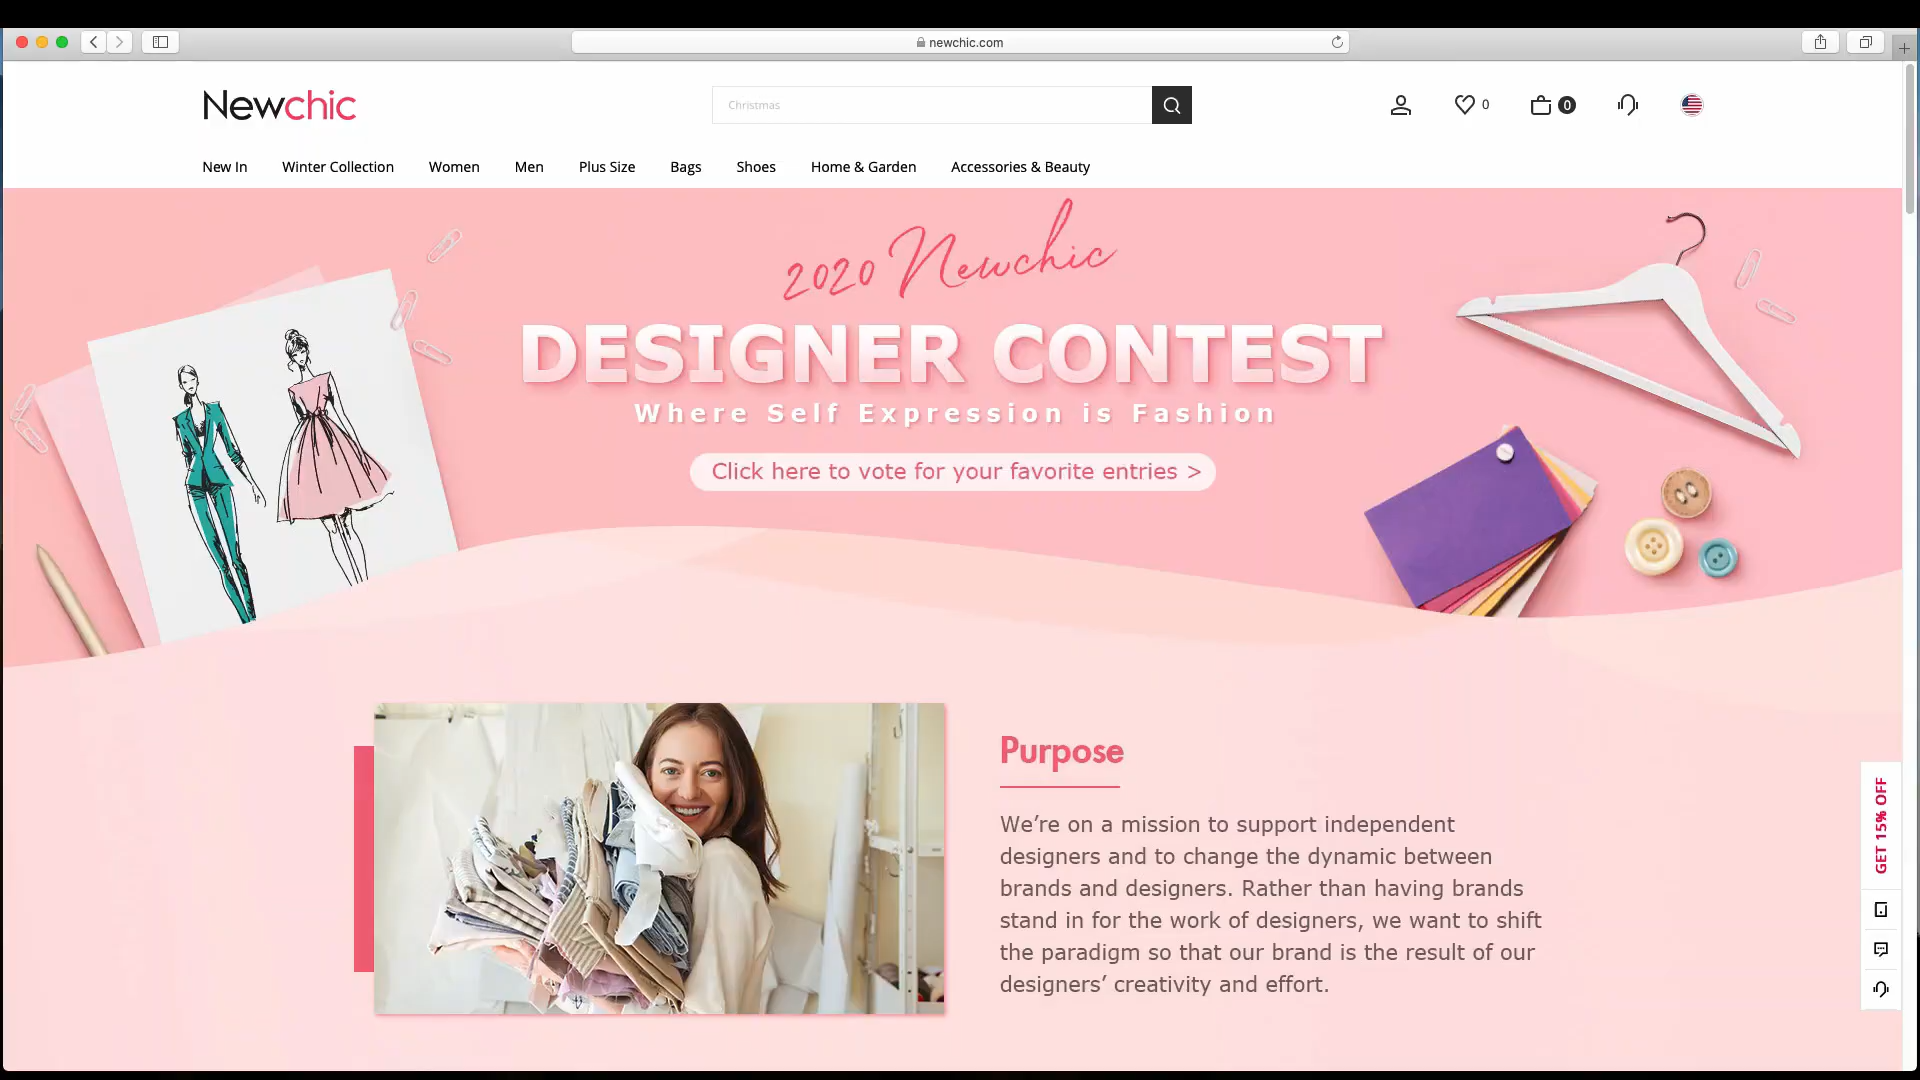 newchic.com
Newchic
Christmas
0
0
New In Winter Collection Women Men Plus Size Bags Shoes Home & Garden Accessories & Beauty
2020 Newchic
DESIGNER CONTEST
Where Self Expression is Fashion
Click here to vote for your favorite entries >
Purpose
We’re on a mission to support independent
designers and to change the dynamic between
brands and designers. Rather than having brands
stand in for the work of designers, we want to shift
the paradigm so that our brand is the result of our
designers’ creativity and effort.
GET 15% OFF